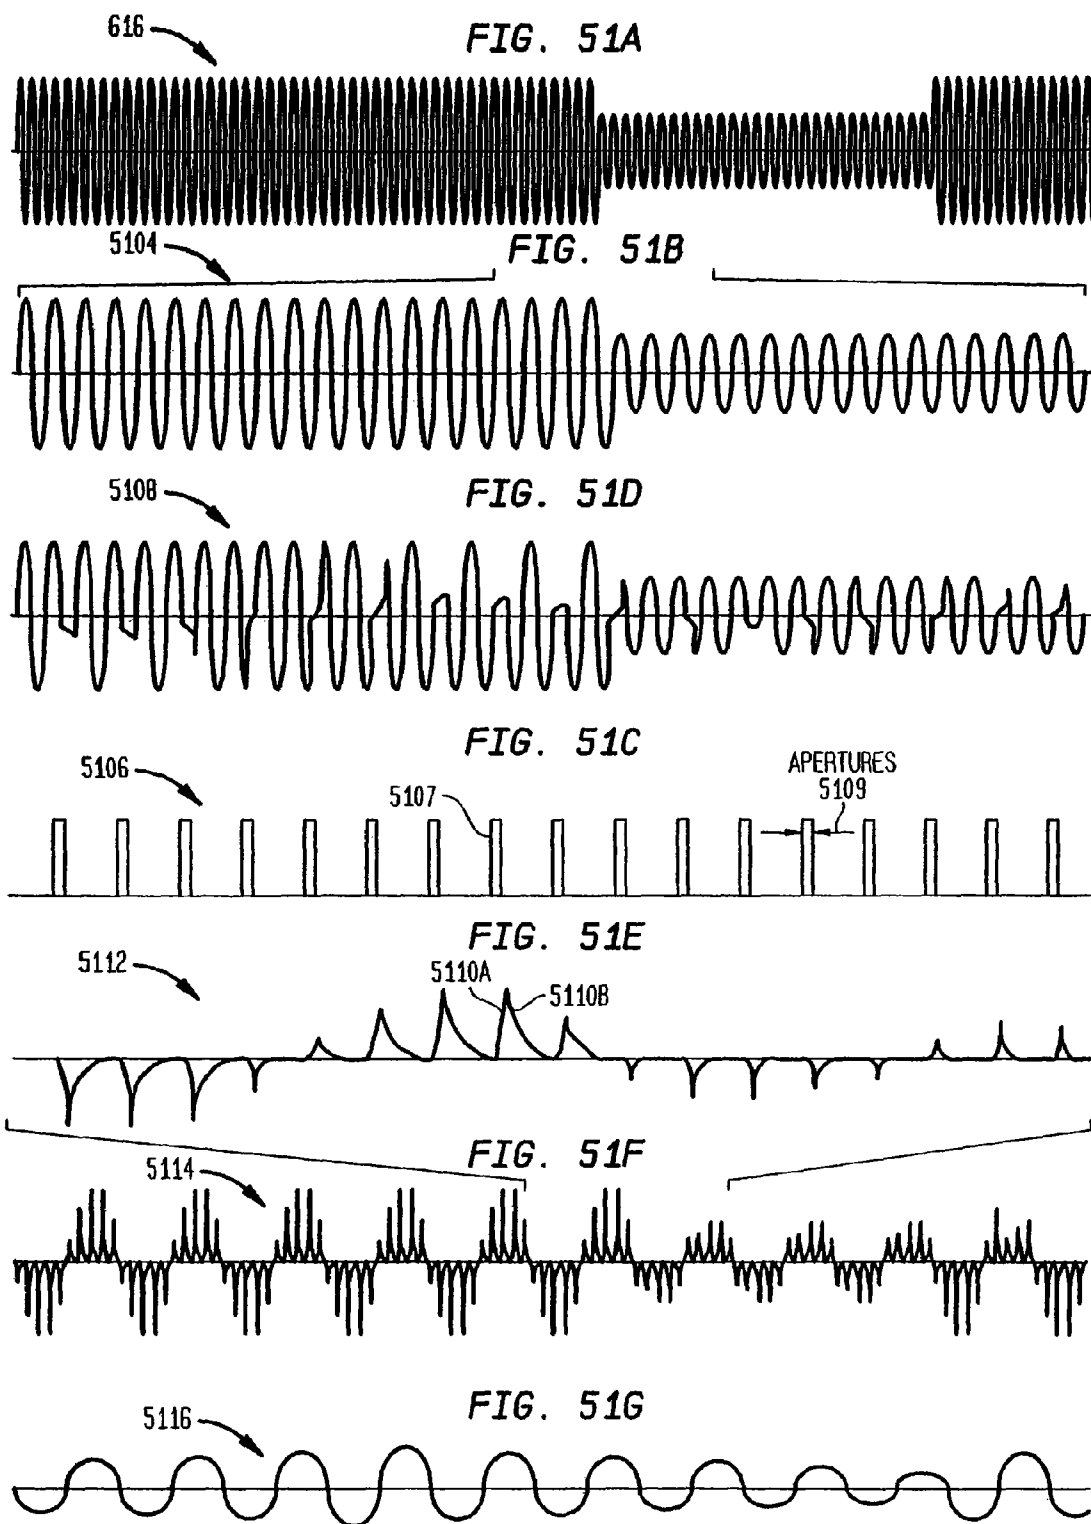 616
FIG. 51A
5104
FIG. 51B
5108
FIG. 51D
FIG. 51C
5106
5107
APERTURES
5109
FIG. 51E
5112
5110A
5110B
FIG. 51F
5114
FIG. 51G
5116